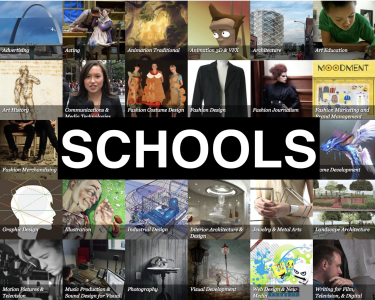 Advertising
Acting
Animation Traditional
Animation 3D & VFX
Architecture
Art Education
Art History
Communications &
Media Technologies
Fashion Costume Design
Fashion Design
Fashion Journalism
MOODMENT
Fashion Marketing and
Brand Management
Fashion Merchandising
SCHOOLS
Game Development
Graphic Design
Illustration
Industrial Design
Interior Architecture &
Design
Jewelry & Metal Arts
Landscape Architecture
Motion Pictures &
Television
Music Production &
Sound Design for Visual
Photography
Visual Development
Web Design & New
Media
Writing for Film,
Television, & Digital